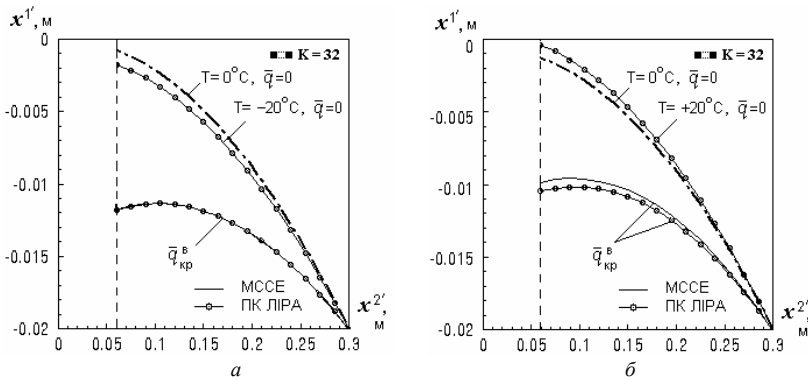 x¹′, м
0
-0.005
-0.01
-0.015
-0.02
K = 32
T= 0°C, q̄=0
T= −20°C, q̄=0
q̄кр в
МССЕ
ПК ЛІРА
x²′, м
0 0.05 0.1 0.15 0.2 0.25 0.3
а
x¹′, м
0
-0.005
-0.01
-0.015
-0.02
K = 32
T= 0°C, q̄=0
T= +20°C, q̄=0
q̄кр в
МССЕ
ПК ЛІРА
x²′, м
0 0.05 0.1 0.15 0.2 0.25 0.3
б